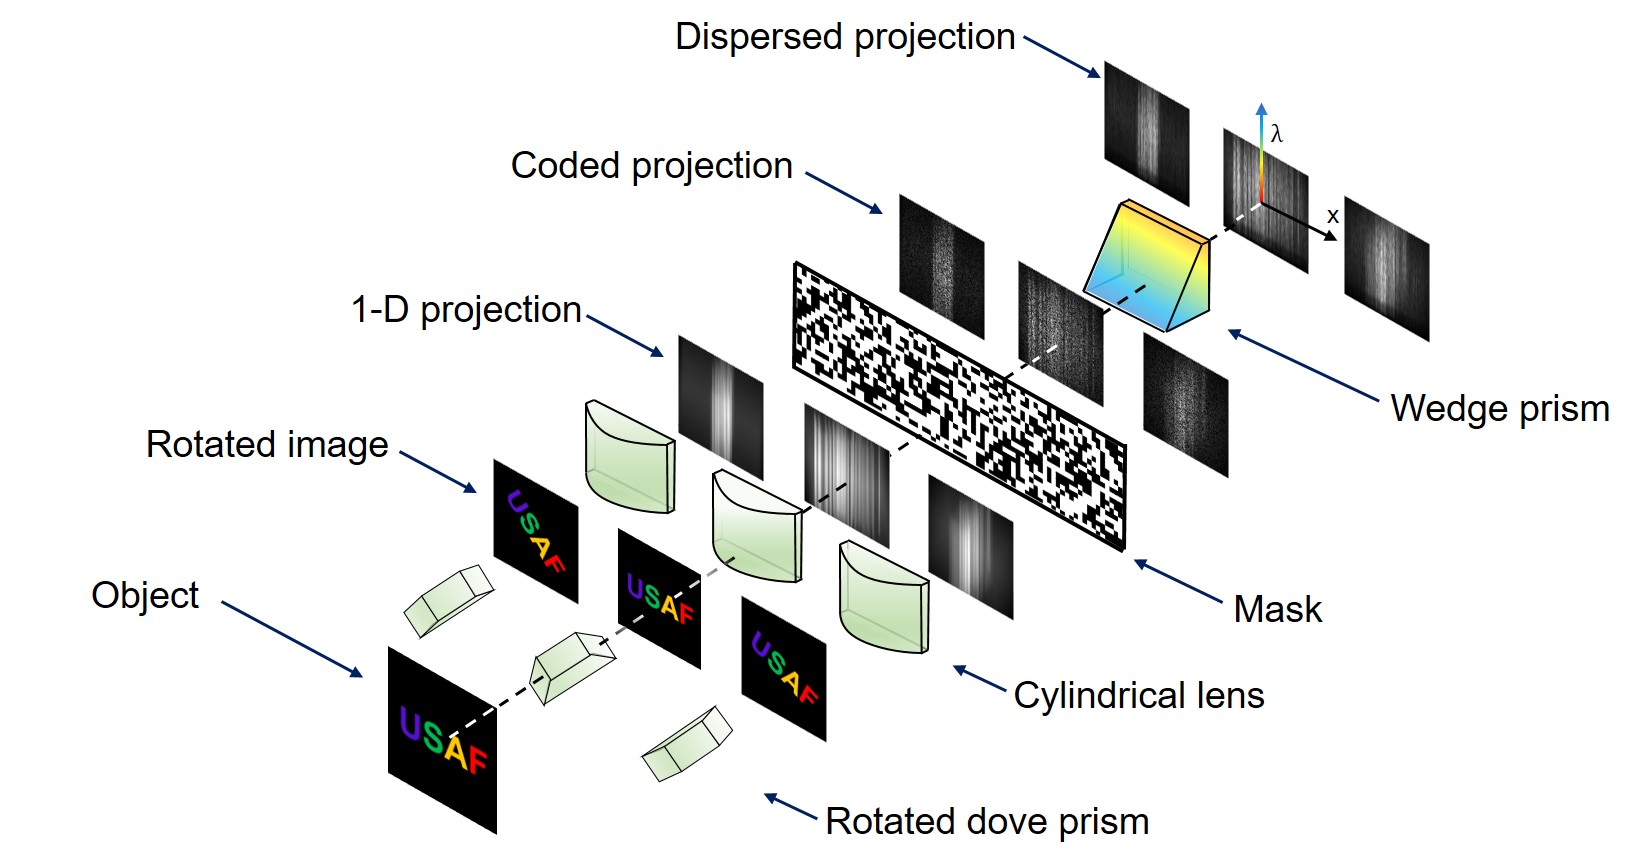 Dispersed projection
λ
Coded projection
x
1-D projection
Wedge prism
Rotated image
USAF
USAF
USAF
Object
Mask
USAF
Cylindrical lens
Rotated dove prism